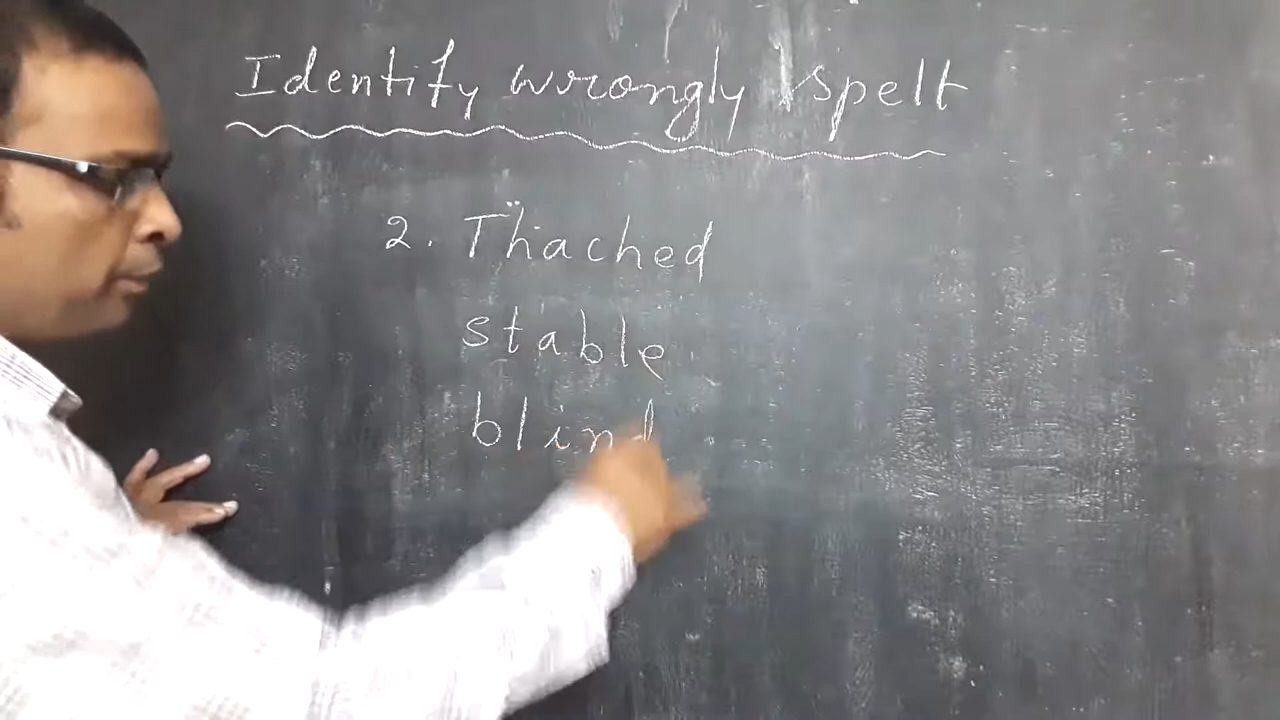 Identify wrongly spelt
2. Thached
stable
blind